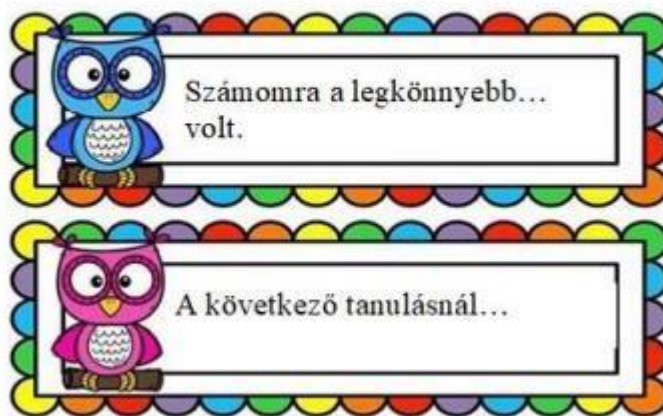 Számomra a legkönnyebb…
volt.
A következő tanulásnál…